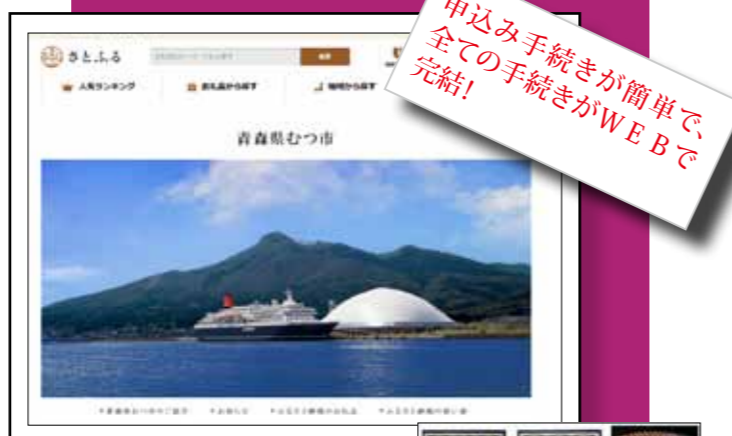 申込み手続きが簡単で、
全ての手続きがＷＥＢで
完結!
さとふる
人気ランキング
お礼品から探す
地域から探す
青森県むつ市